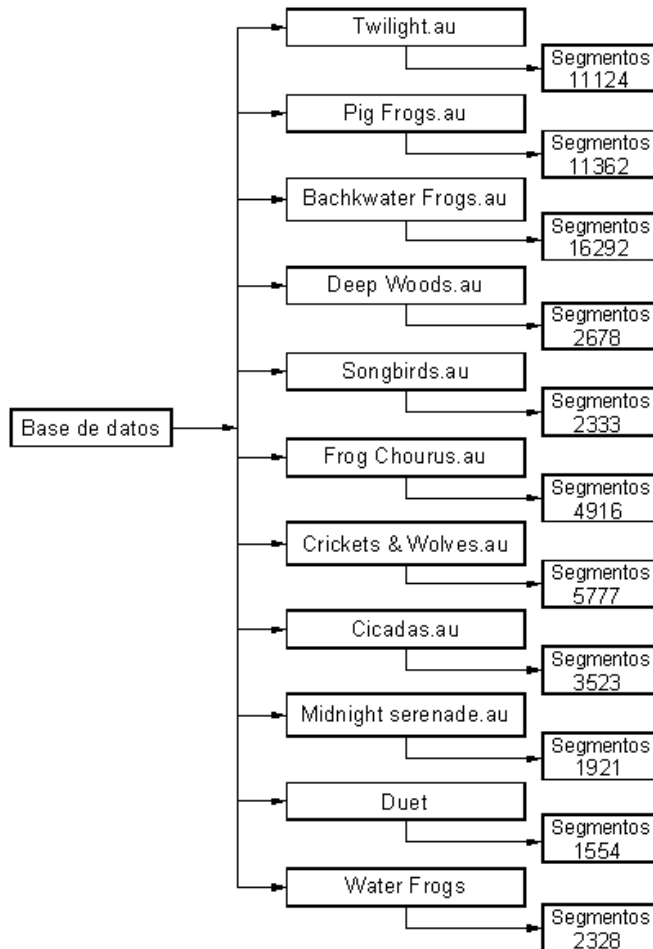 Twilight.au
Segmentos
11124
Pig Frogs.au
Segmentos
11362
Bachkwater Frogs.au
Segmentos
16292
Deep Woods.au
Segmentos
2678
Songbirds.au
Segmentos
2333
Base de datos
Frog Chourus.au
Segmentos
4916
Crickets & Wolves.au
Segmentos
5777
Cicadas.au
Segmentos
3523
Midnight serenade.au
Segmentos
1921
Duet
Segmentos
1554
Water Frogs
Segmentos
2328